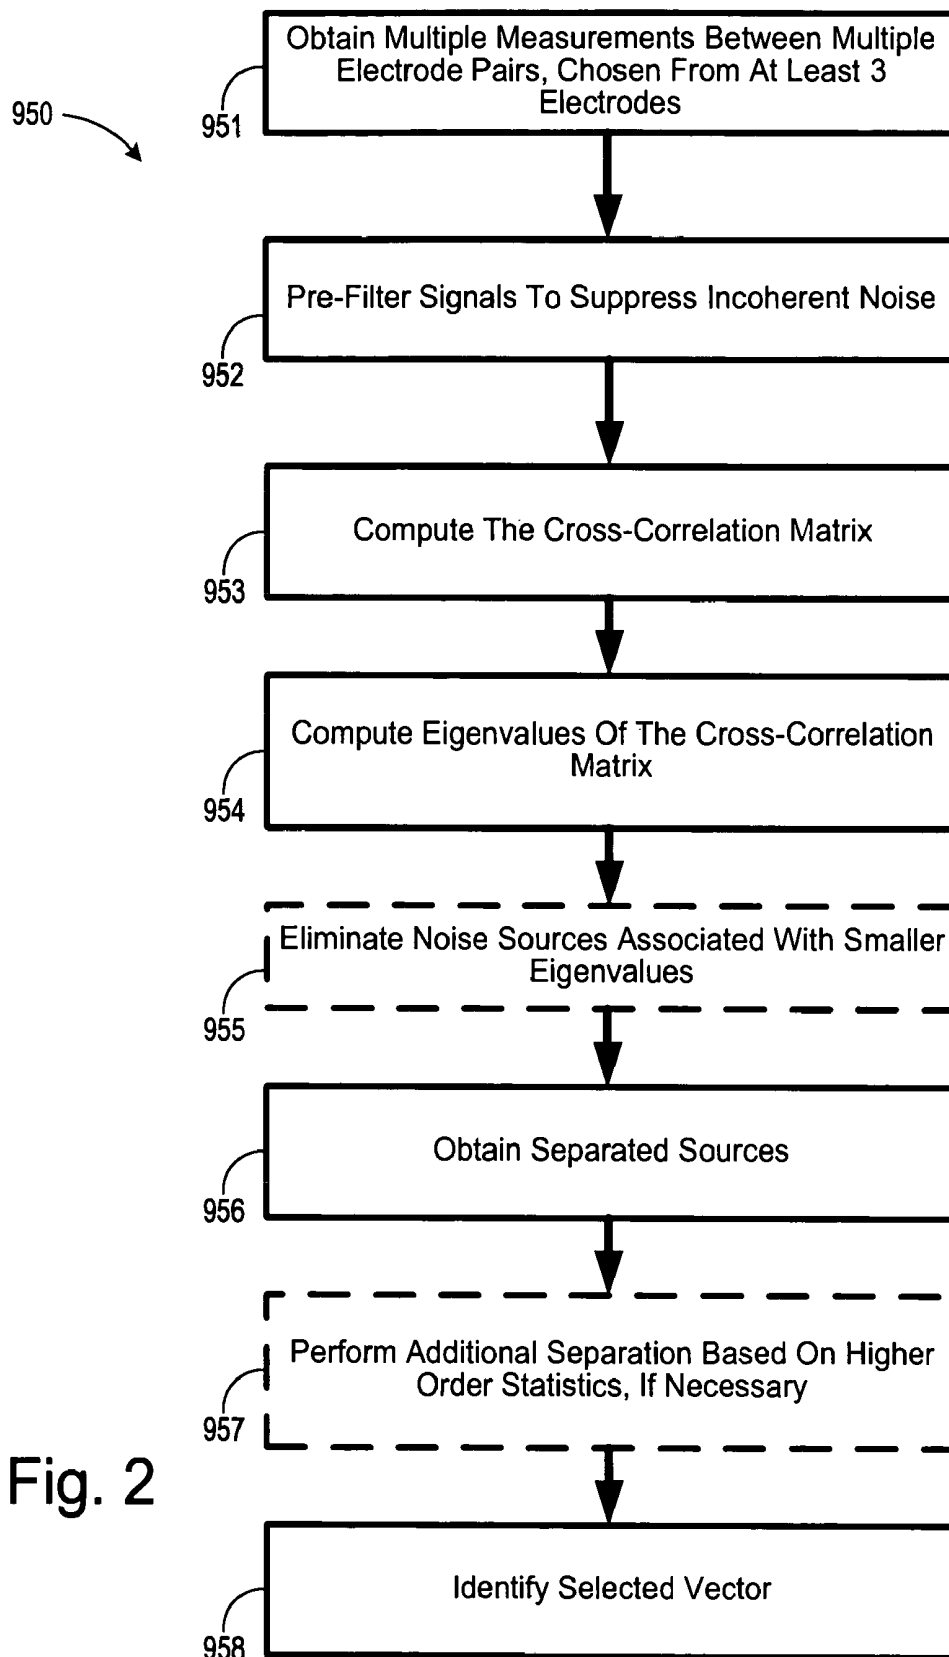 Obtain Multiple Measurements Between Multiple
Electrode Pairs, Chosen From At Least 3
Electrodes
950
951
Pre-Filter Signals To Suppress Incoherent Noise
952
Compute The Cross-Correlation Matrix
953
Compute Eigenvalues Of The Cross-Correlation
Matrix
954
Eliminate Noise Sources Associated With Smaller
Eigenvalues
955
Obtain Separated Sources
956
Perform Additional Separation Based On Higher
Order Statistics, If Necessary
957
Fig. 2
Identify Selected Vector
958